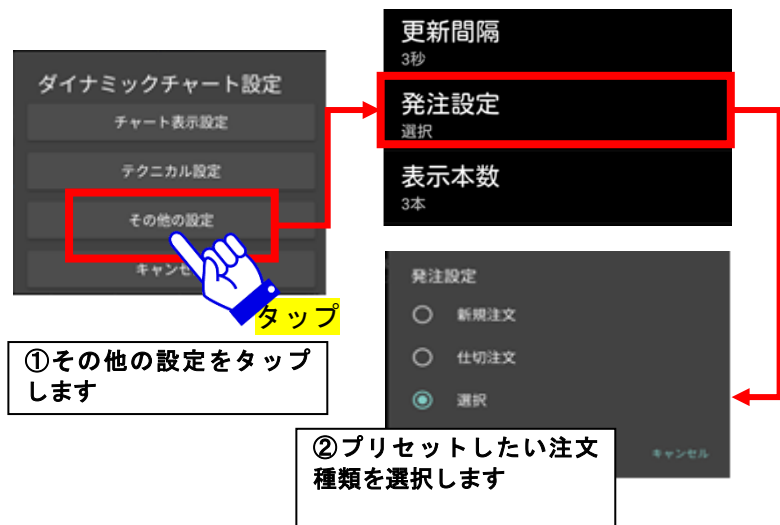 ダイナミックチャート設定
チャート表示設定
テクニカル設定
その他の設定
キャンセ
タップ
①その他の設定をタップ
します
更新間隔
3秒
発注設定
選択
表示本数
3本
発注設定
新規注文
仕切注文
選択
キャンセル
②プリセットしたい注文
種類を選択します